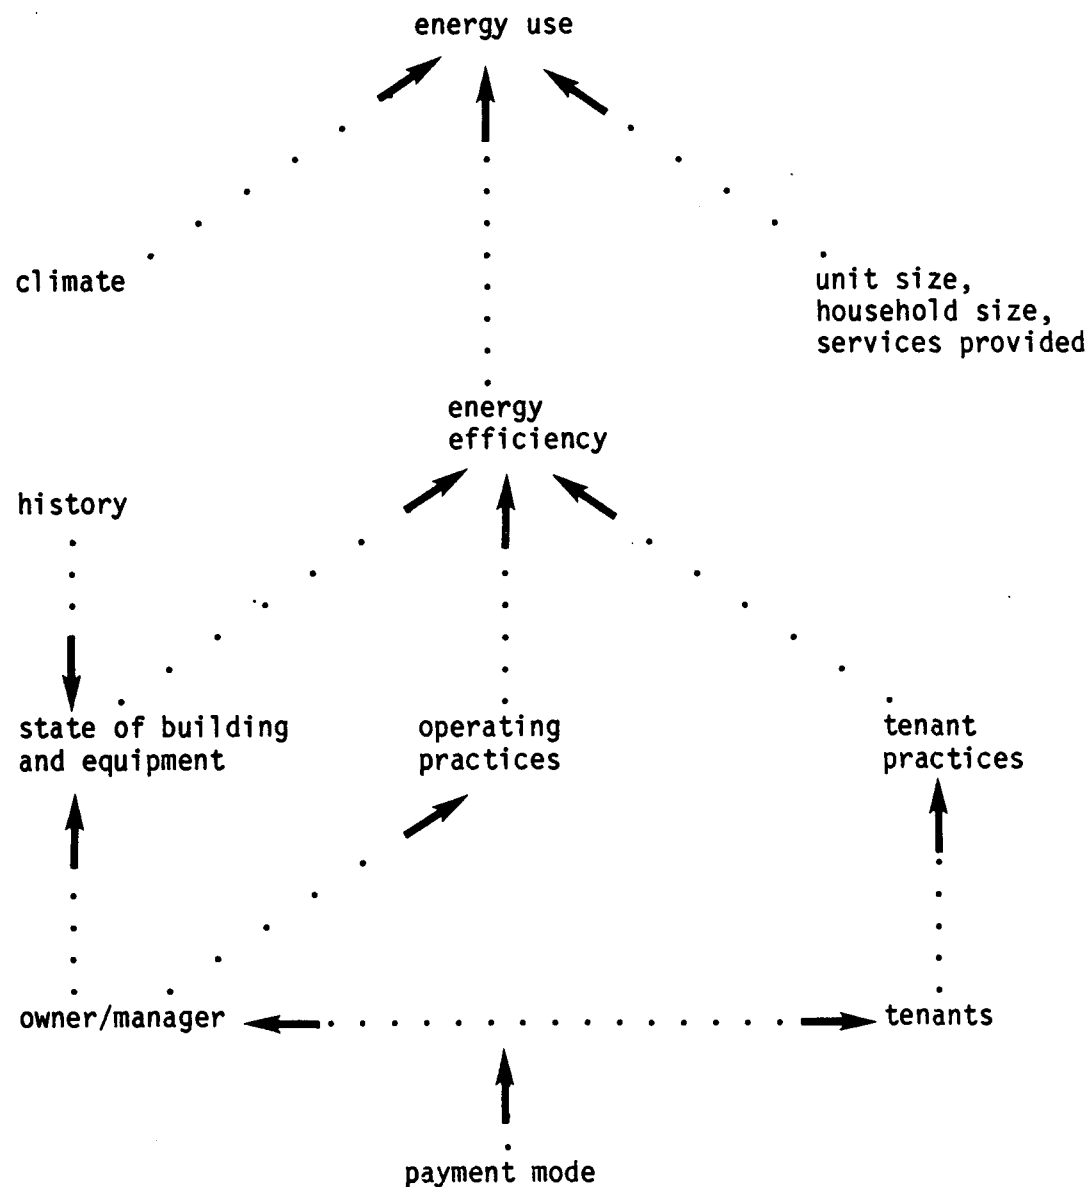 energy use
climate
unit size,
household size,
services provided
energy
efficiency
history
state of building
and equipment
operating
practices
tenant
practices
owner/manager
tenants
payment mode